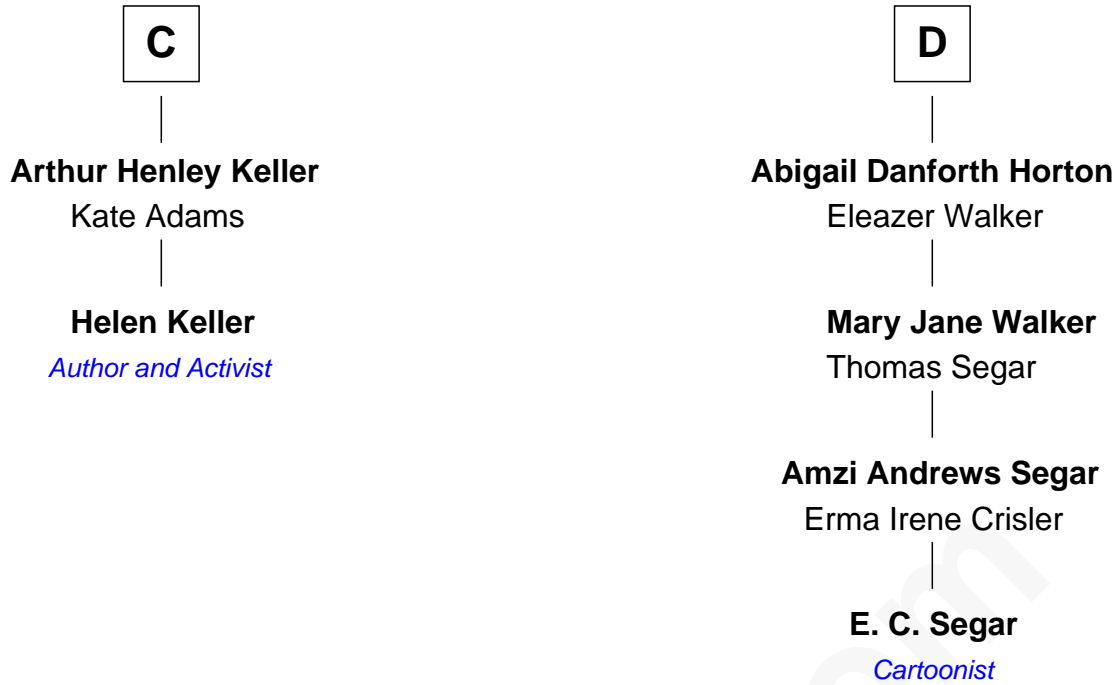 C
Arthur Henley Keller
Kate Adams
Helen Keller
Author and Activist
D
Abigail Danforth Horton
Eleazer Walker
Mary Jane Walker
Thomas Segar
Amzi Andrews Segar
Erma Irene Crisler
E. C. Segar
Cartoonist